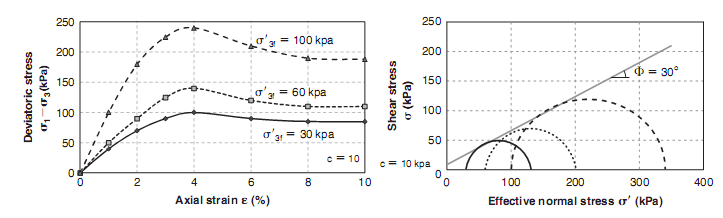 250
200
150
100
50
0
Deviatoric stress
σ₁ − σ₃ (kPa)
σ'₃f = 100 kpa
σ'₃f = 60 kpa
σ'₃f = 30 kpa
c = 10
0 2 4 6 8 10
Axial strain ε (%)
250
200
150
100
50
0
Shear stress
σ (kPa)
Φ = 30°
c = 10 kpa
0 100 200 300 400
Effective normal stress σ' (kPa)